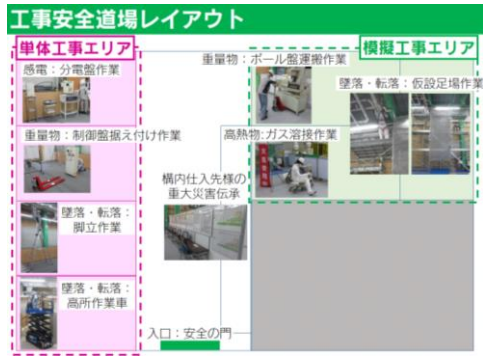 工事安全道場レイアウト
単体工事エリア
感電：分電盤作業
重量物：制御盤据え付け作業
墜落・転落：
脚立作業
墜落・転落：
高所作業車
構内仕入先様の
重大災害伝承
入口：安全の門
模擬工事エリア
重量物：ボール盤運搬作業
墜落・転落：仮設足場作業
高熱物:ガス溶接作業